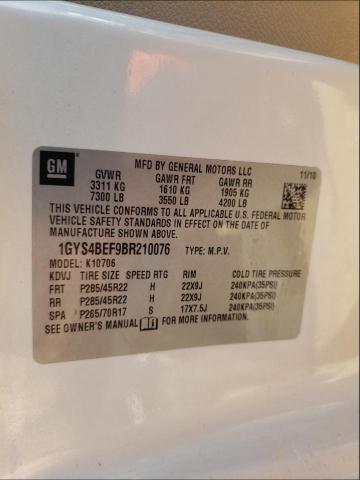 GM
MFD BY GENERAL MOTORS LLC 11/10
GVWR GAWR FRT GAWR RR
3311 KG 1610 KG 1905 KG
7300 LB 3550 LB 4200 LB
THIS VEHICLE CONFORMS TO ALL APPLICABLE U.S. FEDERAL MOTOR
VEHICLE SAFETY STANDARDS IN EFFECT ON THE DATE OF
MANUFACTURE SHOWN ABOVE.
1GYS4BEF9BR210076 TYPE: M.P.V.
MODEL: K10706
KDVJ TIRE SIZE SPEED RTG RIM COLD TIRE PRESSURE
FRT P285/45R22 H 22X9J 240KPA(35PSI)
RR P285/45R22 H 22X9J 240KPA(35PSI)
SPA P265/70R17 S 17X7.5J 240KPA(35PSI)
SEE OWNER'S MANUAL FOR MORE INFORMATION.